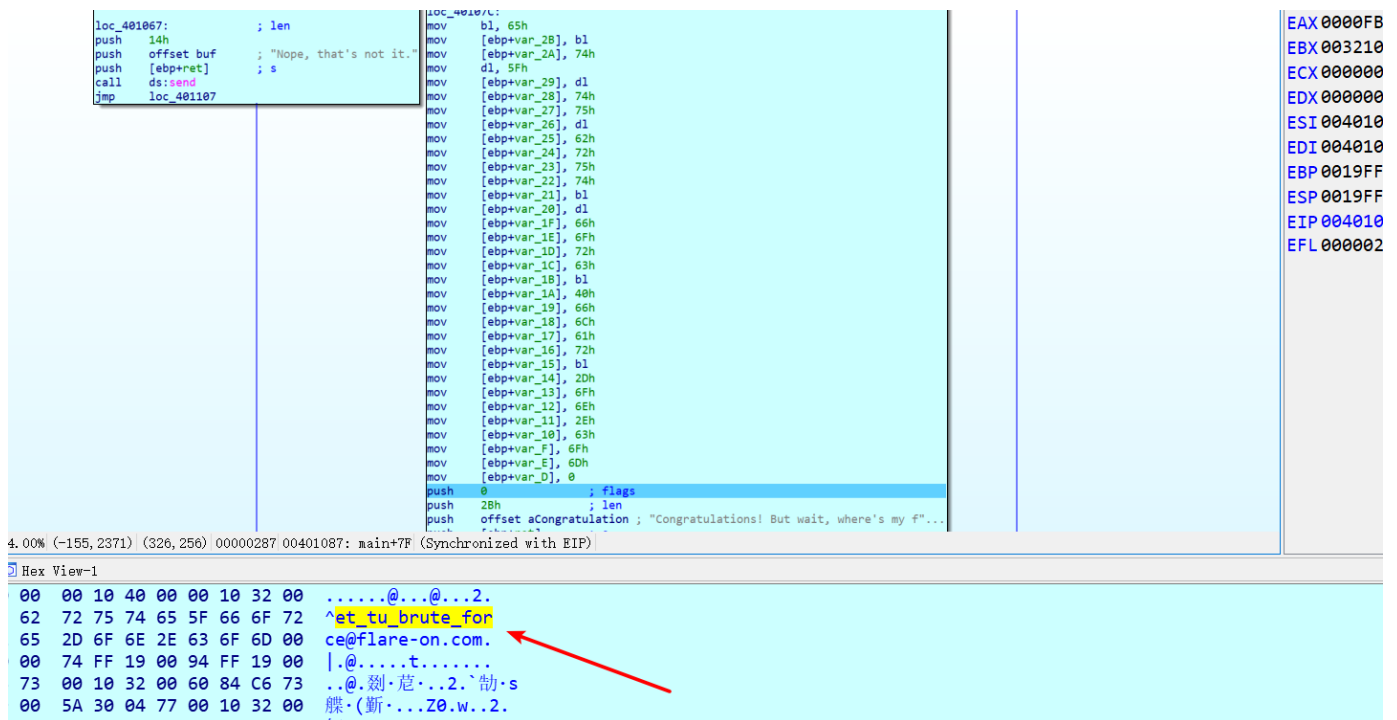 loc_401067: ; len
push 14h
push offset buf ; "Nope, that's not it."
push [ebp+ret] ; s
call ds:send
jmp loc_401107
loc_40107C:
mov bl, 65h
mov [ebp+var_2B], bl
mov [ebp+var_2A], 74h
mov dl, 5Fh
mov [ebp+var_29], dl
mov [ebp+var_28], 74h
mov [ebp+var_27], 75h
mov [ebp+var_26], dl
mov [ebp+var_25], 62h
mov [ebp+var_24], 72h
mov [ebp+var_23], 75h
mov [ebp+var_22], 74h
mov [ebp+var_21], bl
mov [ebp+var_20], dl
mov [ebp+var_1F], 66h
mov [ebp+var_1E], 6Fh
mov [ebp+var_1D], 72h
mov [ebp+var_1C], 63h
mov [ebp+var_1B], bl
mov [ebp+var_1A], 40h
mov [ebp+var_19], 66h
mov [ebp+var_18], 6Ch
mov [ebp+var_17], 61h
mov [ebp+var_16], 72h
mov [ebp+var_15], bl
mov [ebp+var_14], 2Dh
mov [ebp+var_13], 6Fh
mov [ebp+var_12], 6Eh
mov [ebp+var_11], 2Eh
mov [ebp+var_10], 63h
mov [ebp+var_F], 6Fh
mov [ebp+var_E], 6Dh
mov [ebp+var_D], 0
push 0 ; flags
push 2Bh ; len
push offset aCongratulation ; "Congratulations! But wait, where's my f"...
EAX 0000FB
EBX 003210
ECX 000000
EDX 000000
ESI 004010
EDI 004010
EBP 0019FF
ESP 0019FF
EIP 004010
EFL 000002
4.00% (-155,2371) (326,256) 00000287 00401087: main+7F (Synchronized with EIP)
Hex View-1
00 00 10 40 00 00 10 32 00 ......@...@...2.
62 72 75 74 65 5F 66 6F 72 ^et_tu_brute_for
65 2D 6F 6E 2E 63 6F 6D 00 ce@flare-on.com.
00 74 FF 19 00 94 FF 19 00 |.@.....t.......
73 00 10 32 00 60 84 C6 73
00 5A 30 04 77 00 10 32 00